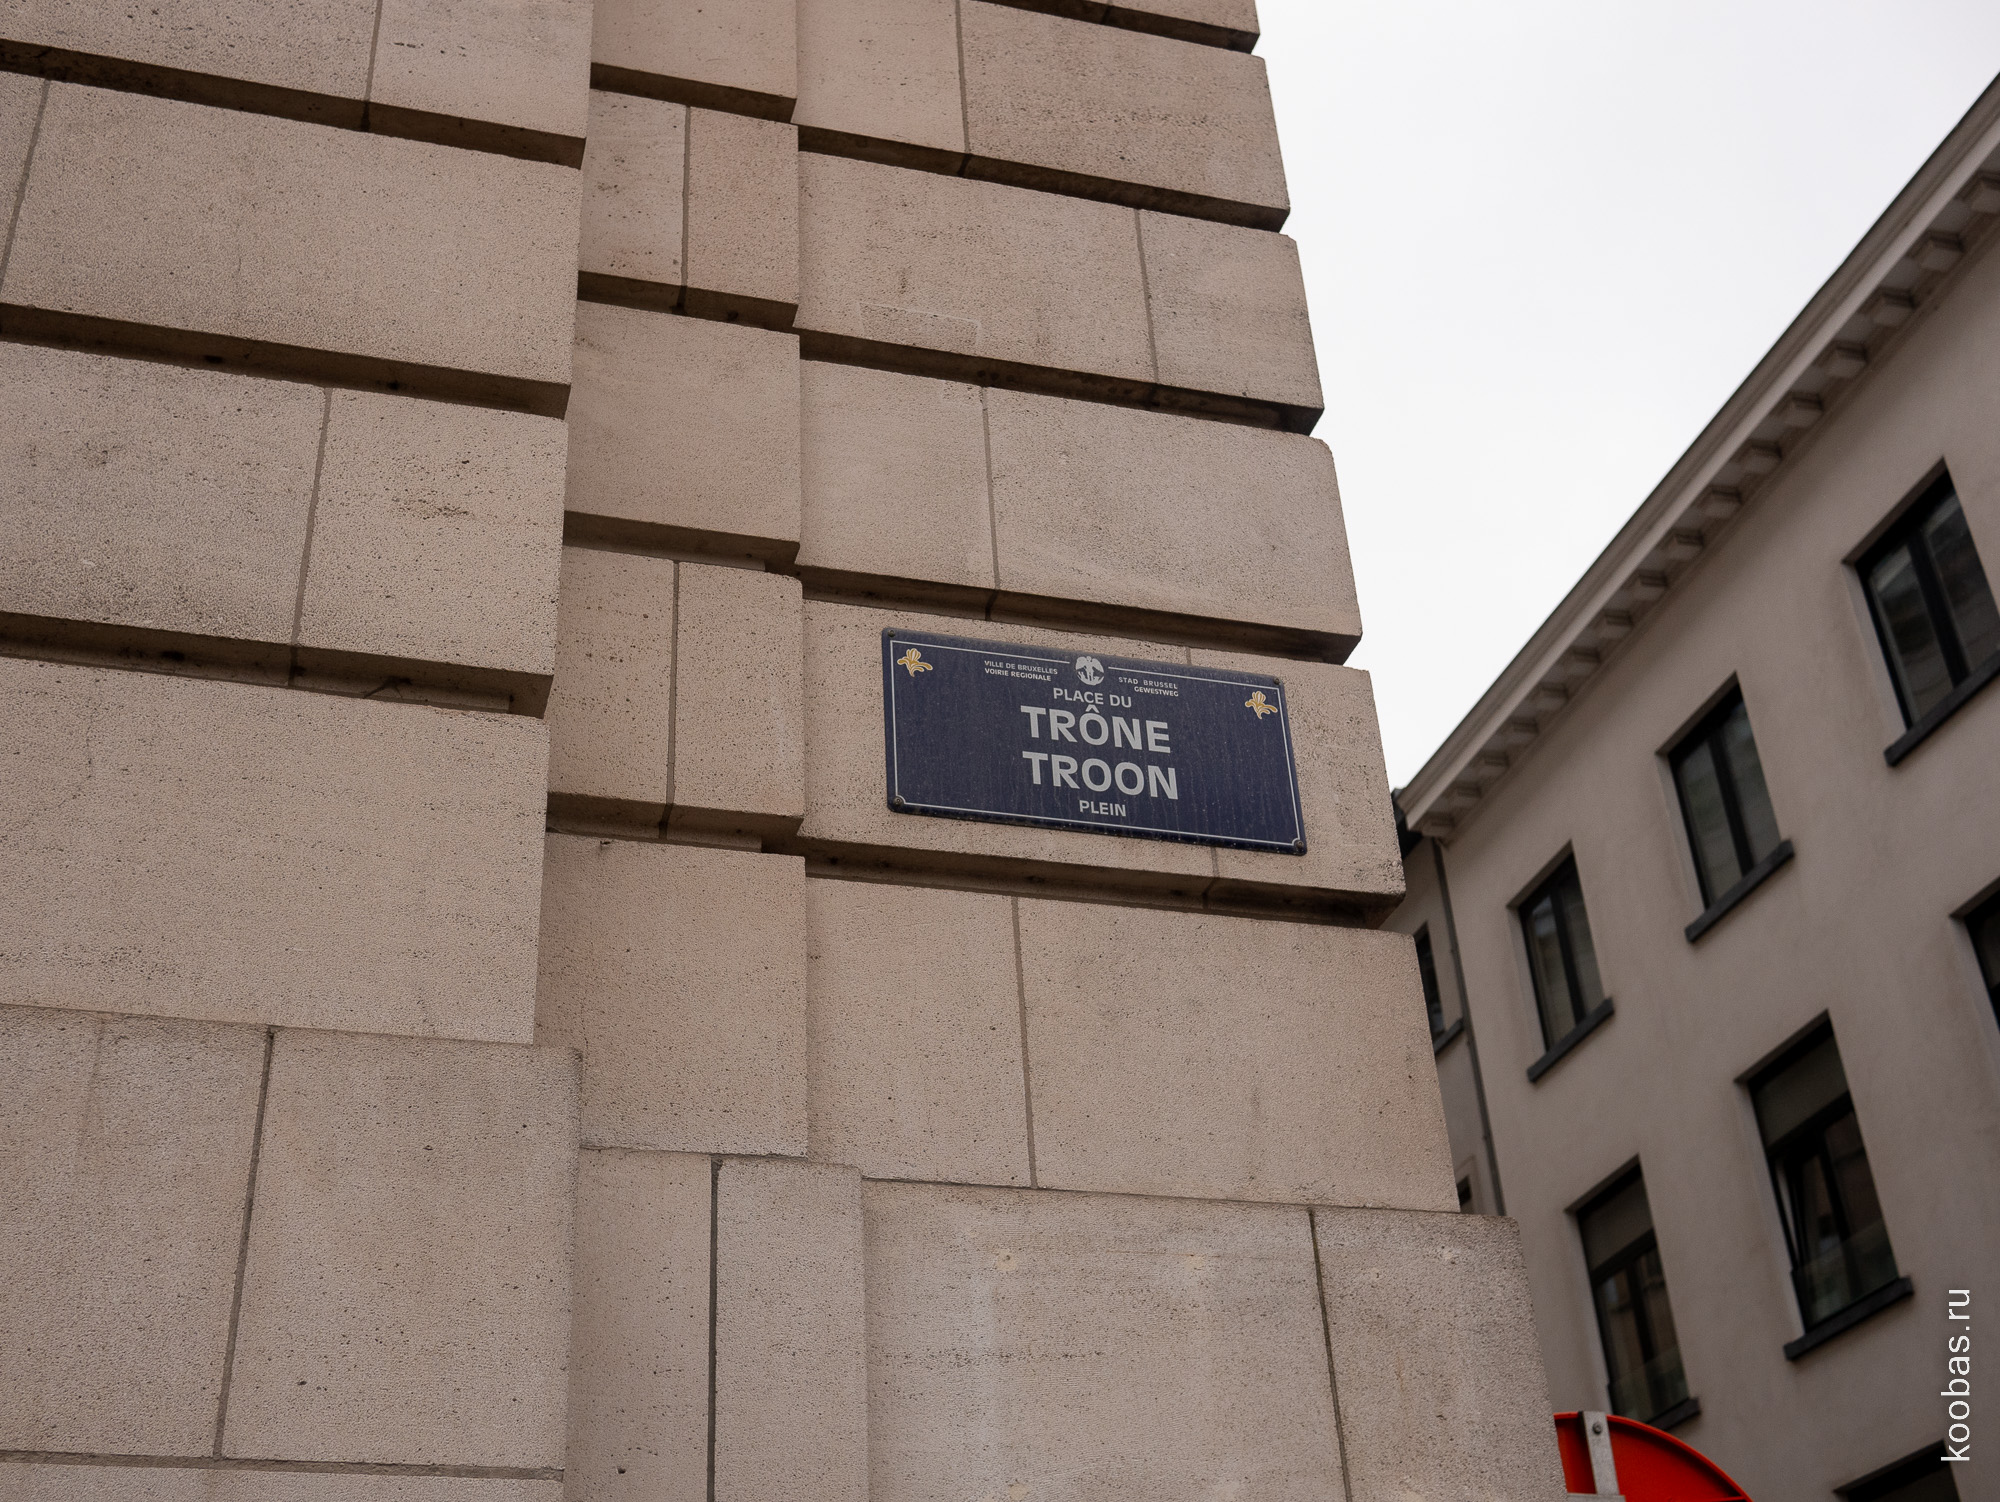 VILLE DE BRUXELLES
VOIRIE REGIONALE
STAD BRUSSEL
GEWESTWEG
PLACE DU
TRÔNE
TROON
PLEIN
koobas.ru